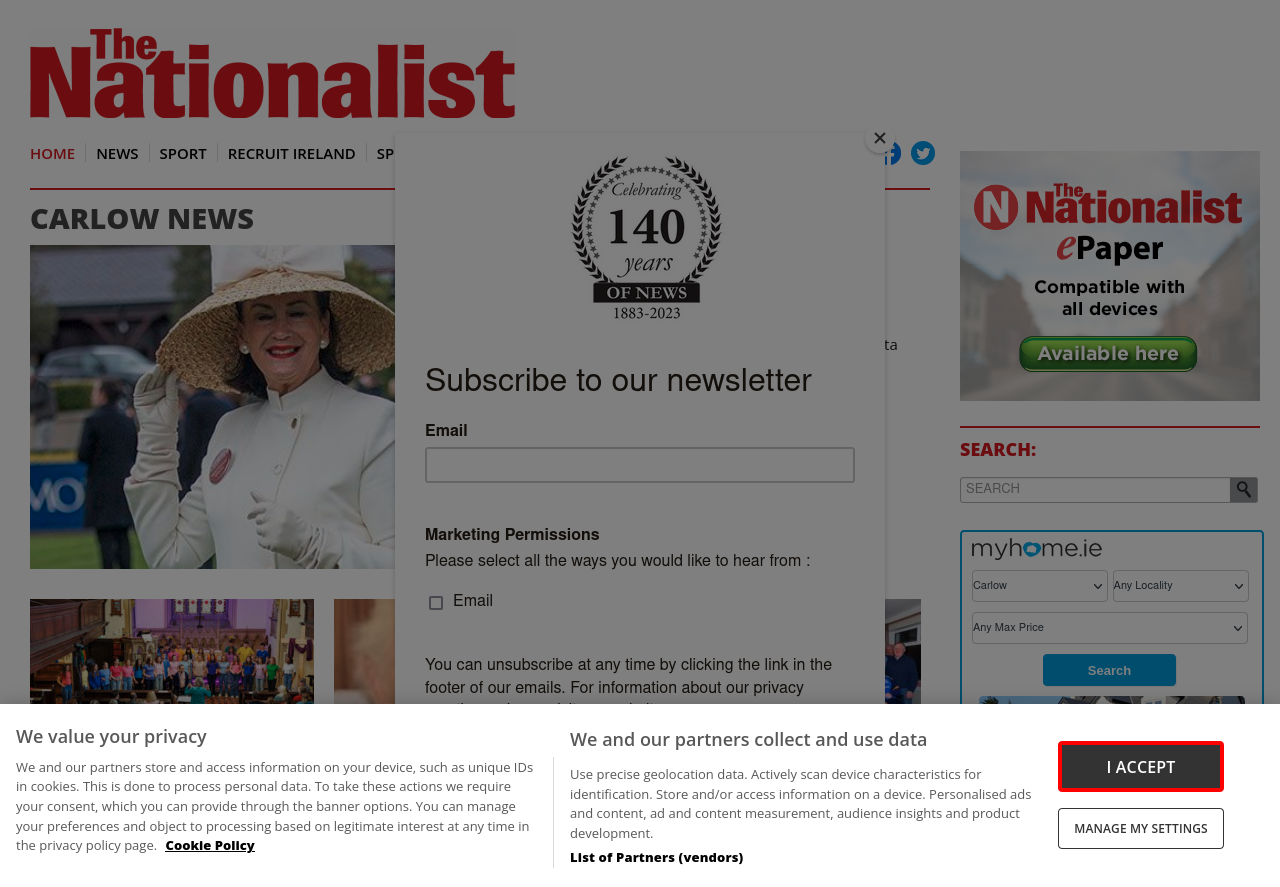 The
Nationalist
HOME NEWS SPORT RECRUIT IRELAND SP
CARLOW NEWS
Celebrating
140
years
OF NEWS
1883-2023
ta
Subscribe to our newsletter
Email
Marketing Permissions
Please select all the ways you would like to hear from :
Email
You can unsubscribe at any time by clicking the link in the
footer of our emails. For information about our privacy
N The Nationalist
ePaper
Compatible with
all devices
Available here
SEARCH:
SEARCH
myhome.ie
Carlow Any Locality
Any Max Price
Search
We value your privacy
We and our partners store and access information on your device, such as unique IDs
in cookies. This is done to process personal data. To take these actions we require
your consent, which you can provide through the banner options. You can manage
your preferences and object to processing based on legitimate interest at any time in
the privacy policy page. Cookie Policy
We and our partners collect and use data
Use precise geolocation data. Actively scan device characteristics for
identification. Store and/or access information on a device. Personalised ads
and content, ad and content measurement, audience insights and product
development.
List of Partners (vendors)
I ACCEPT
MANAGE MY SETTINGS